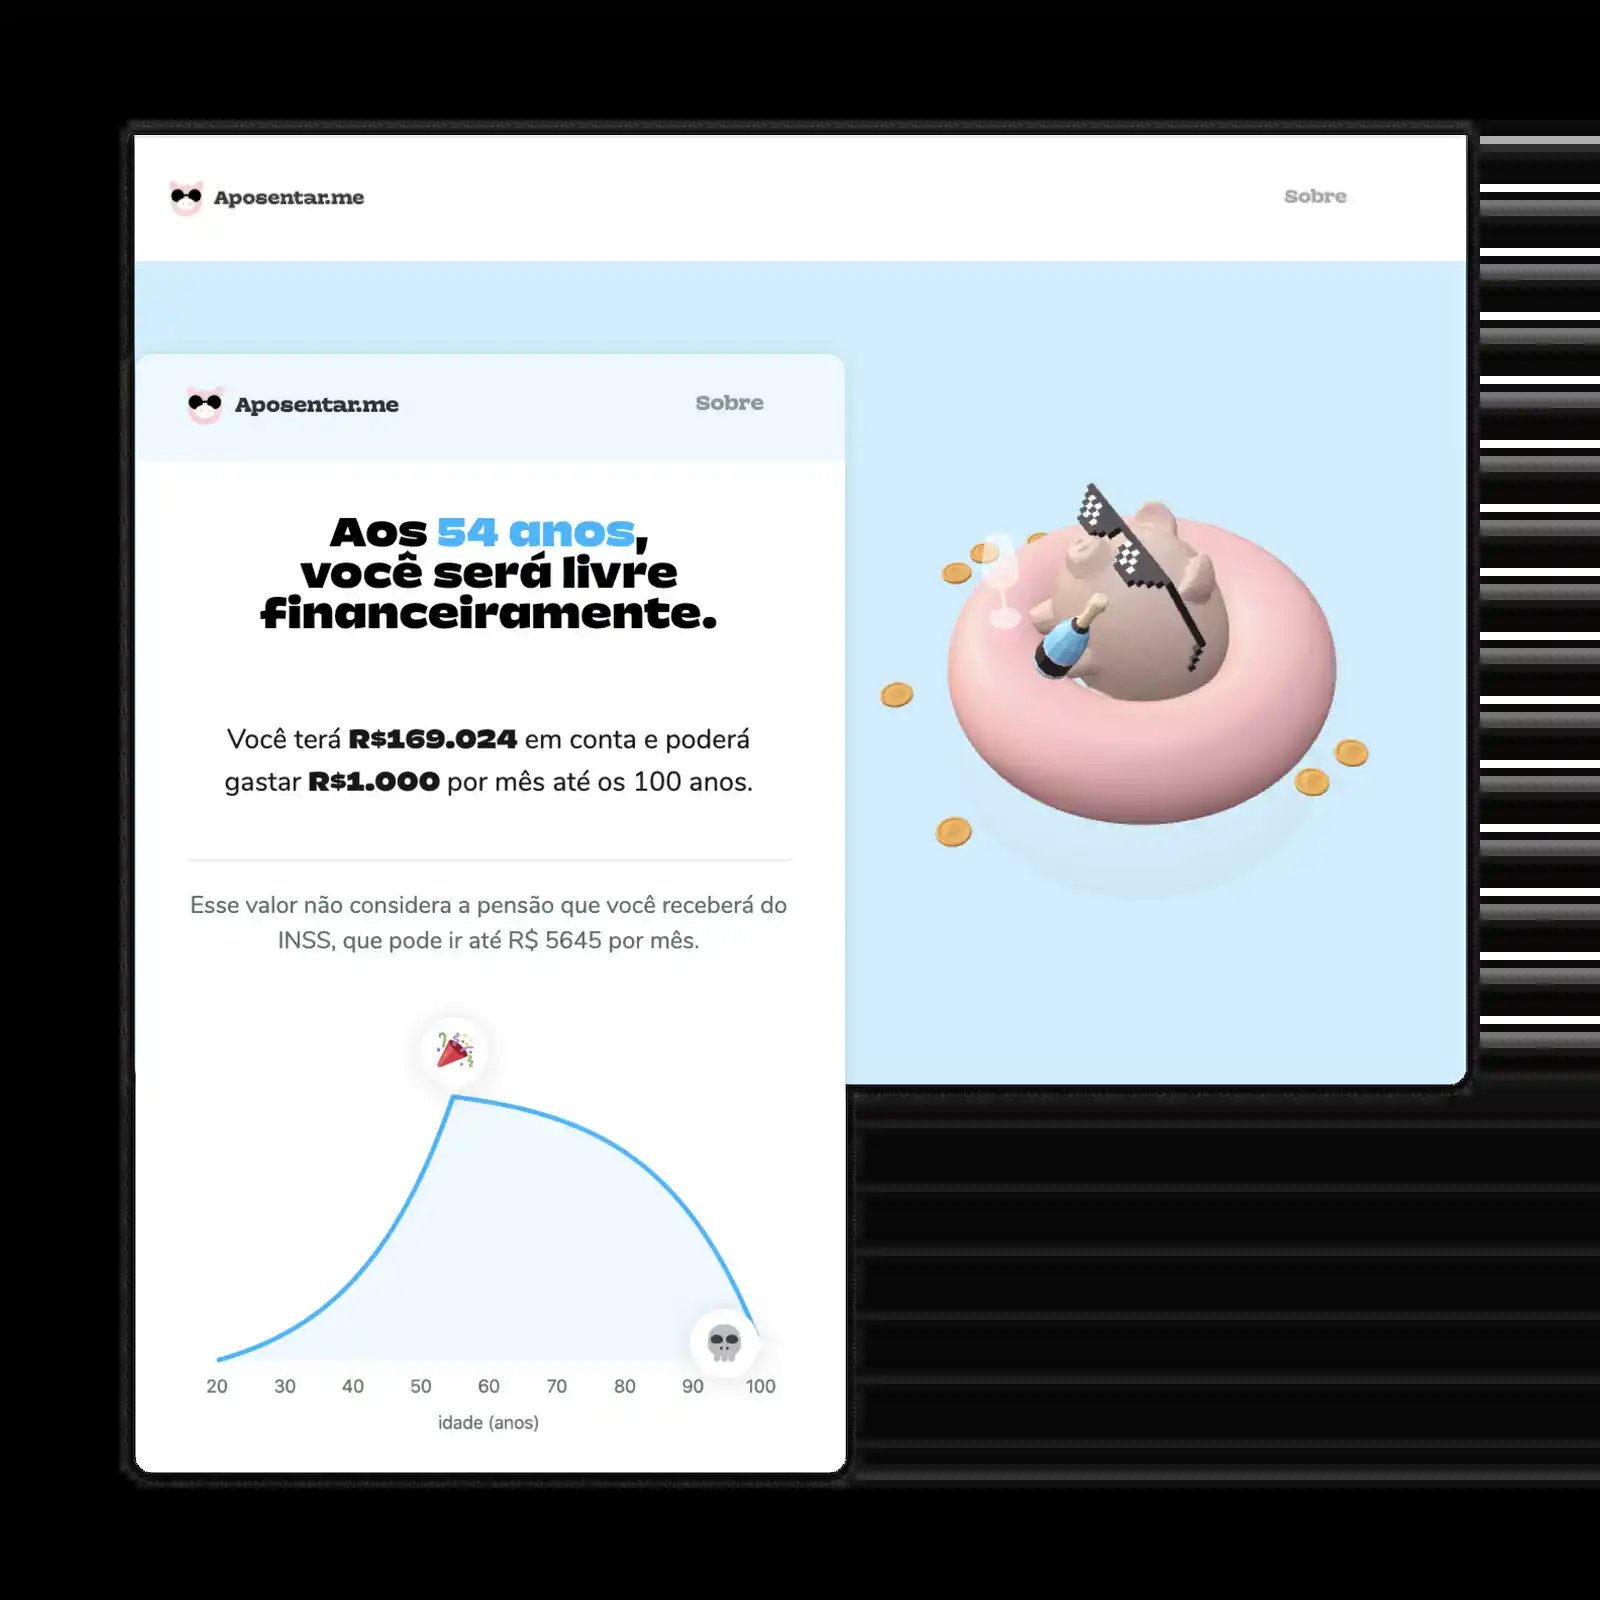 Aposentar.me
Sobre
Aposentar.me
Sobre
Aos 54 anos,
você será livre
financeiramente.
Você terá R$169.024 em conta e poderá
gastar R$1.000 por mês até os 100 anos.
Esse valor não considera a pensão que você receberá do
INSS, que pode ir até R$ 5645 por mês.
20 30 40 50 60 70 80 90 100
idade (anos)